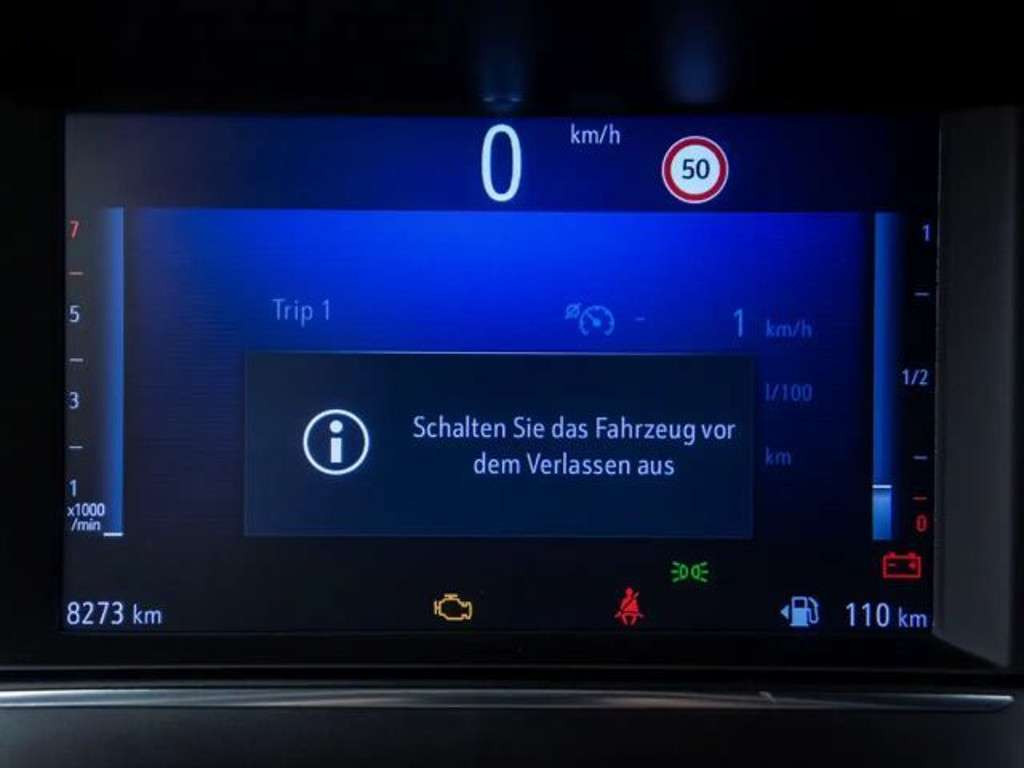 0 km/h 50
7
5
3
1
x1000
/min
Trip 1
- 1 km/h
l/100
km
Schalten Sie das Fahrzeug vor
dem Verlassen aus
1
1/2
0
8273 km
110 km